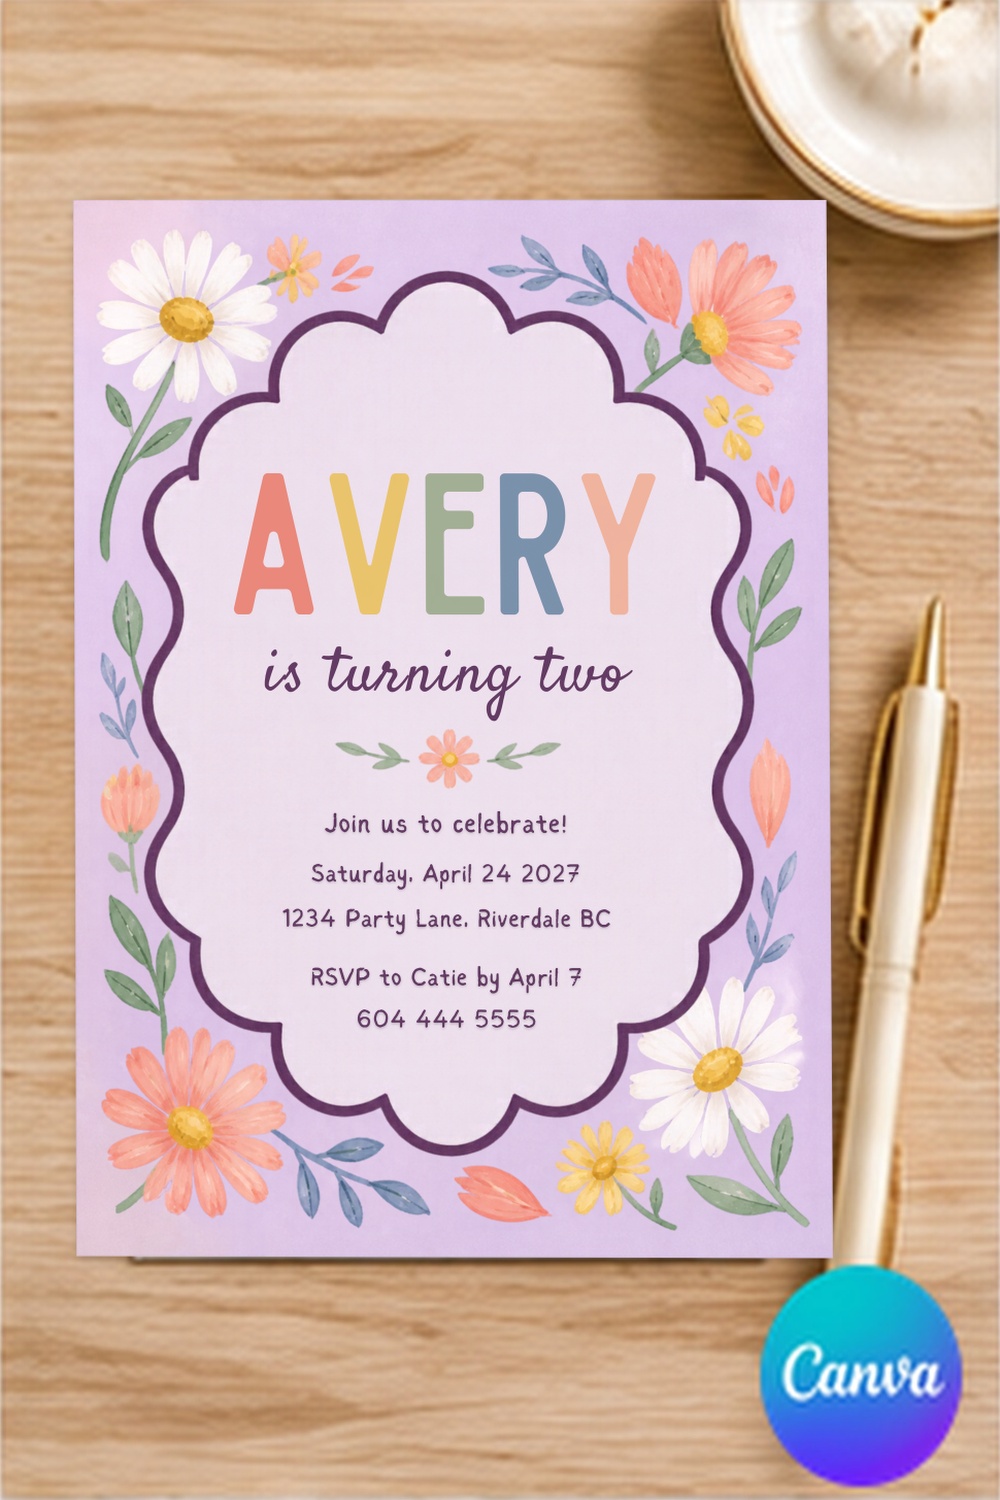 AVERY
is turning two
Join us to celebrate!
Saturday, April 24 2027
1234 Party Lane, Riverdale BC
RSVP to Catie by April 7
604 444 5555
Canva